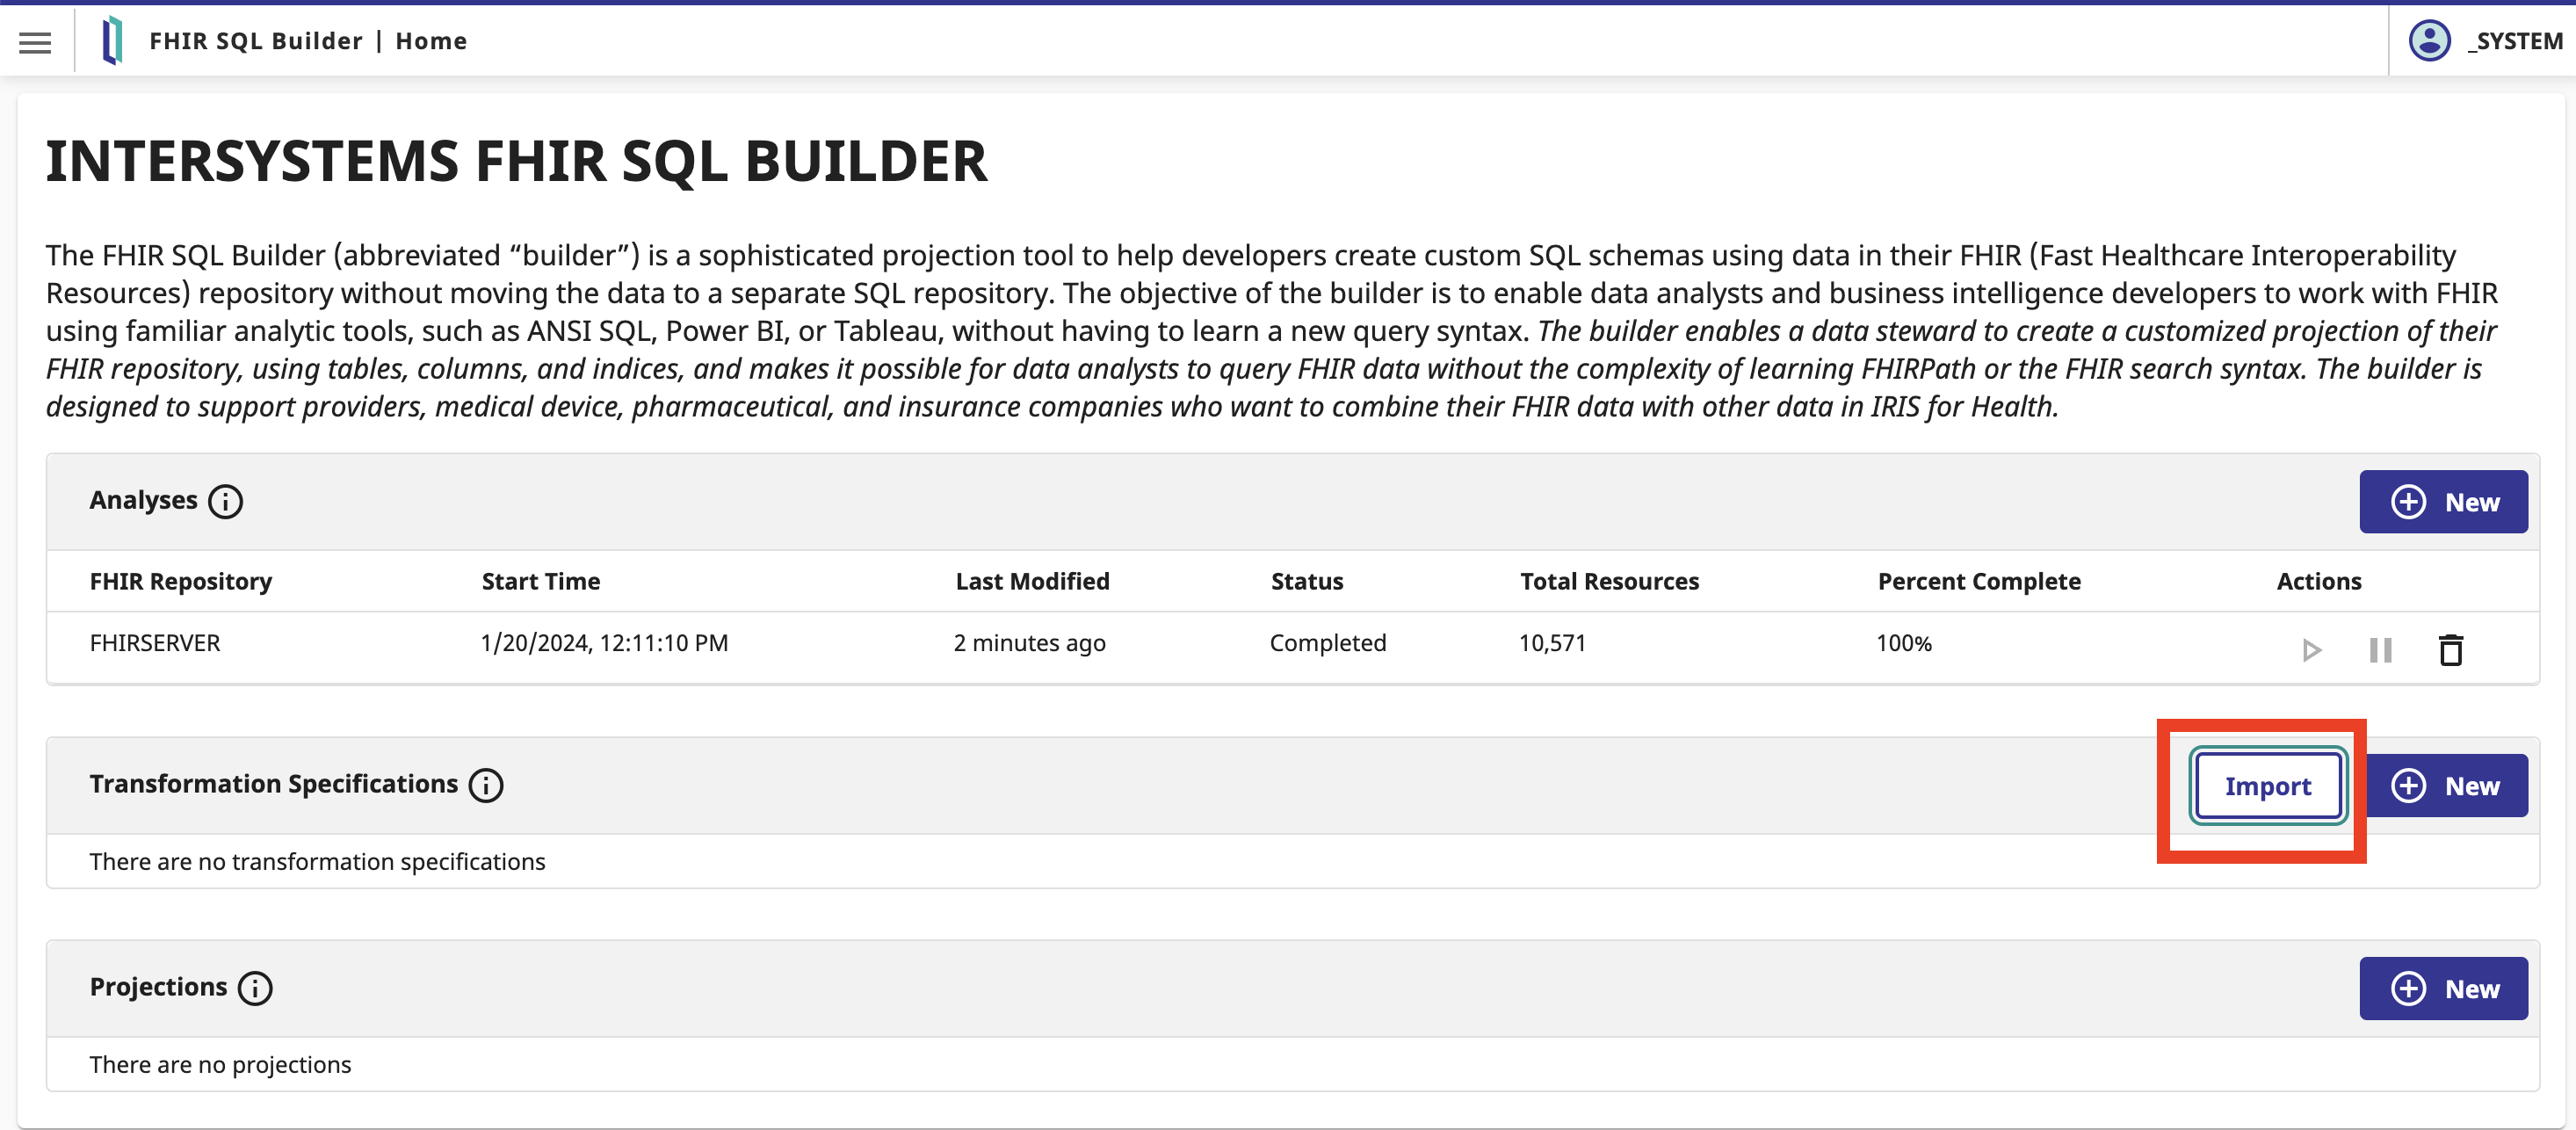 FHIR SQL Builder | Home
_SYSTEM
INTERSYSTEMS FHIR SQL BUILDER
The FHIR SQL Builder (abbreviated “builder”) is a sophisticated projection tool to help developers create custom SQL schemas using data in their FHIR (Fast Healthcare Interoperability
Resources) repository without moving the data to a separate SQL repository. The objective of the builder is to enable data analysts and business intelligence developers to work with FHIR
using familiar analytic tools, such as ANSI SQL, Power BI, or Tableau, without having to learn a new query syntax. The builder enables a data steward to create a customized projection of their
FHIR repository, using tables, columns, and indices, and makes it possible for data analysts to query FHIR data without the complexity of learning FHIRPath or the FHIR search syntax. The builder is
designed to support providers, medical device, pharmaceutical, and insurance companies who want to combine their FHIR data with other data in IRIS for Health.
Analyses
New
FHIR Repository Start Time Last Modified Status Total Resources Percent Complete Actions
FHIRSERVER 1/20/2024, 12:11:10 PM 2 minutes ago Completed 10,571 100%
Transformation Specifications
Import
New
There are no transformation specifications
Projections
New
There are no projections